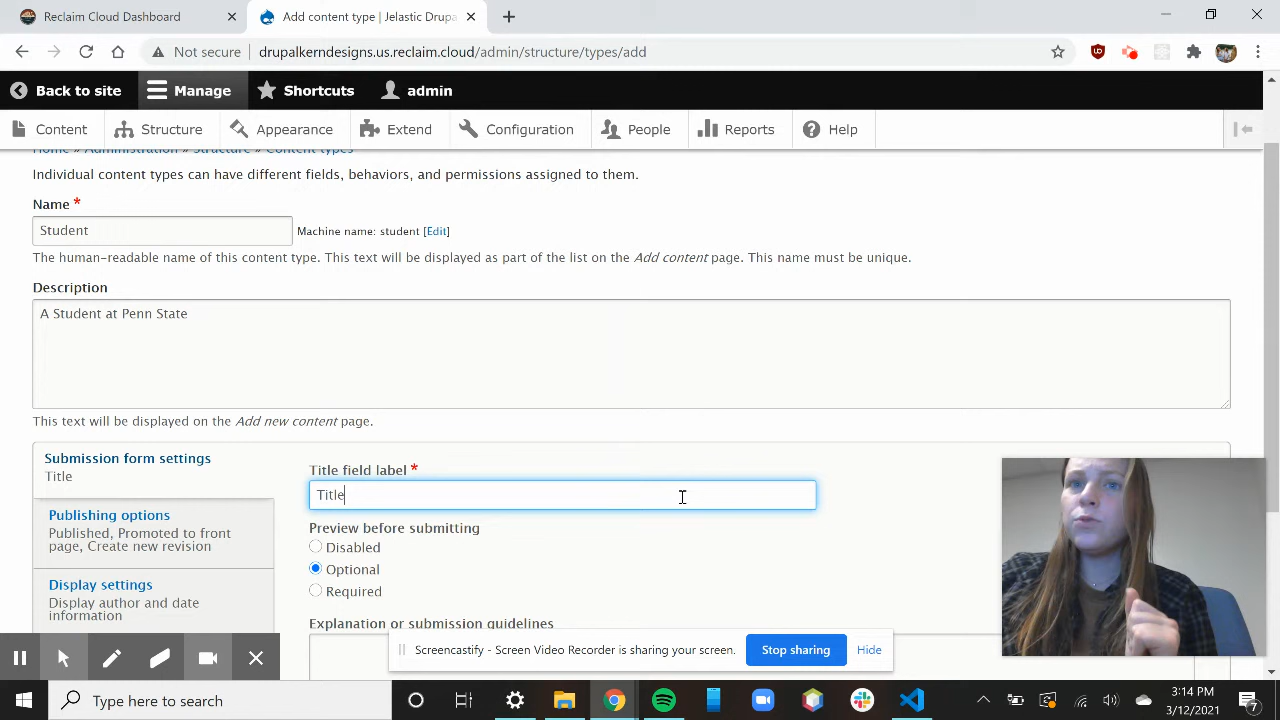 Reclaim Cloud Dashboard
Add content type | Jelastic Drupa
Not secure drupalkerndesigns.us.reclaim.cloud/admin/structure/types/add
Back to site Manage Shortcuts admin
Content Structure Appearance Extend Configuration People Reports Help
Home » Administration » Structure » Content types
Individual content types can have different fields, behaviors, and permissions assigned to them.
Name *
Student Machine name: student [Edit]
The human-readable name of this content type. This text will be displayed as part of the list on the Add content page. This name must be unique.
Description
A Student at Penn State
This text will be displayed on the Add new content page.
Submission form settings
Title
Publishing options
Published, Promoted to front
page, Create new revision
Display settings
Display author and date
information
Title field label *
Title
Preview before submitting
Disabled
Optional
Required
Explanation or submission guidelines
Screencastify - Screen Video Recorder is sharing your screen. Stop sharing Hide
Type here to search
3:14 PM
3/12/2021
7